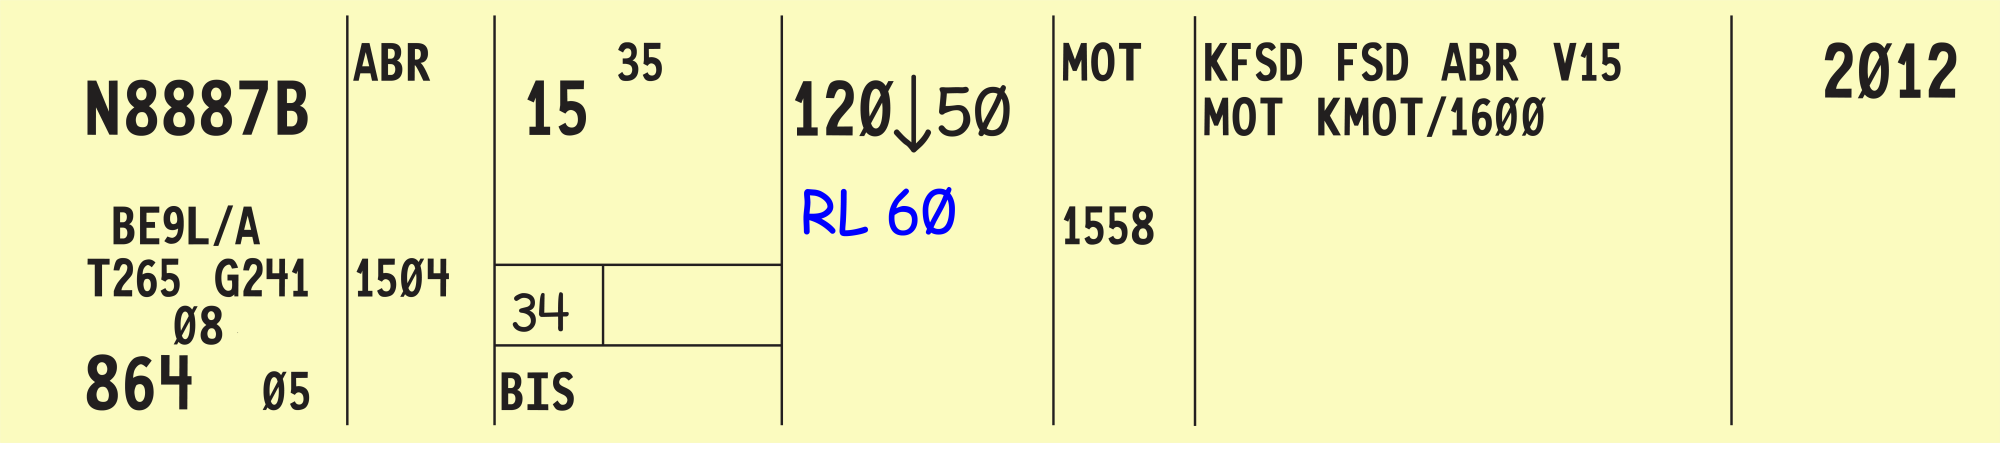 N8887B
BE9L/A
T265 G241
Ø8
864 Ø5
ABR
15Ø4
15 35
34
BIS
12Ø↓5Ø
RL 6Ø
MOT
1558
KFSD FSD ABR V15
MOT KMOT/16ØØ
2Ø12